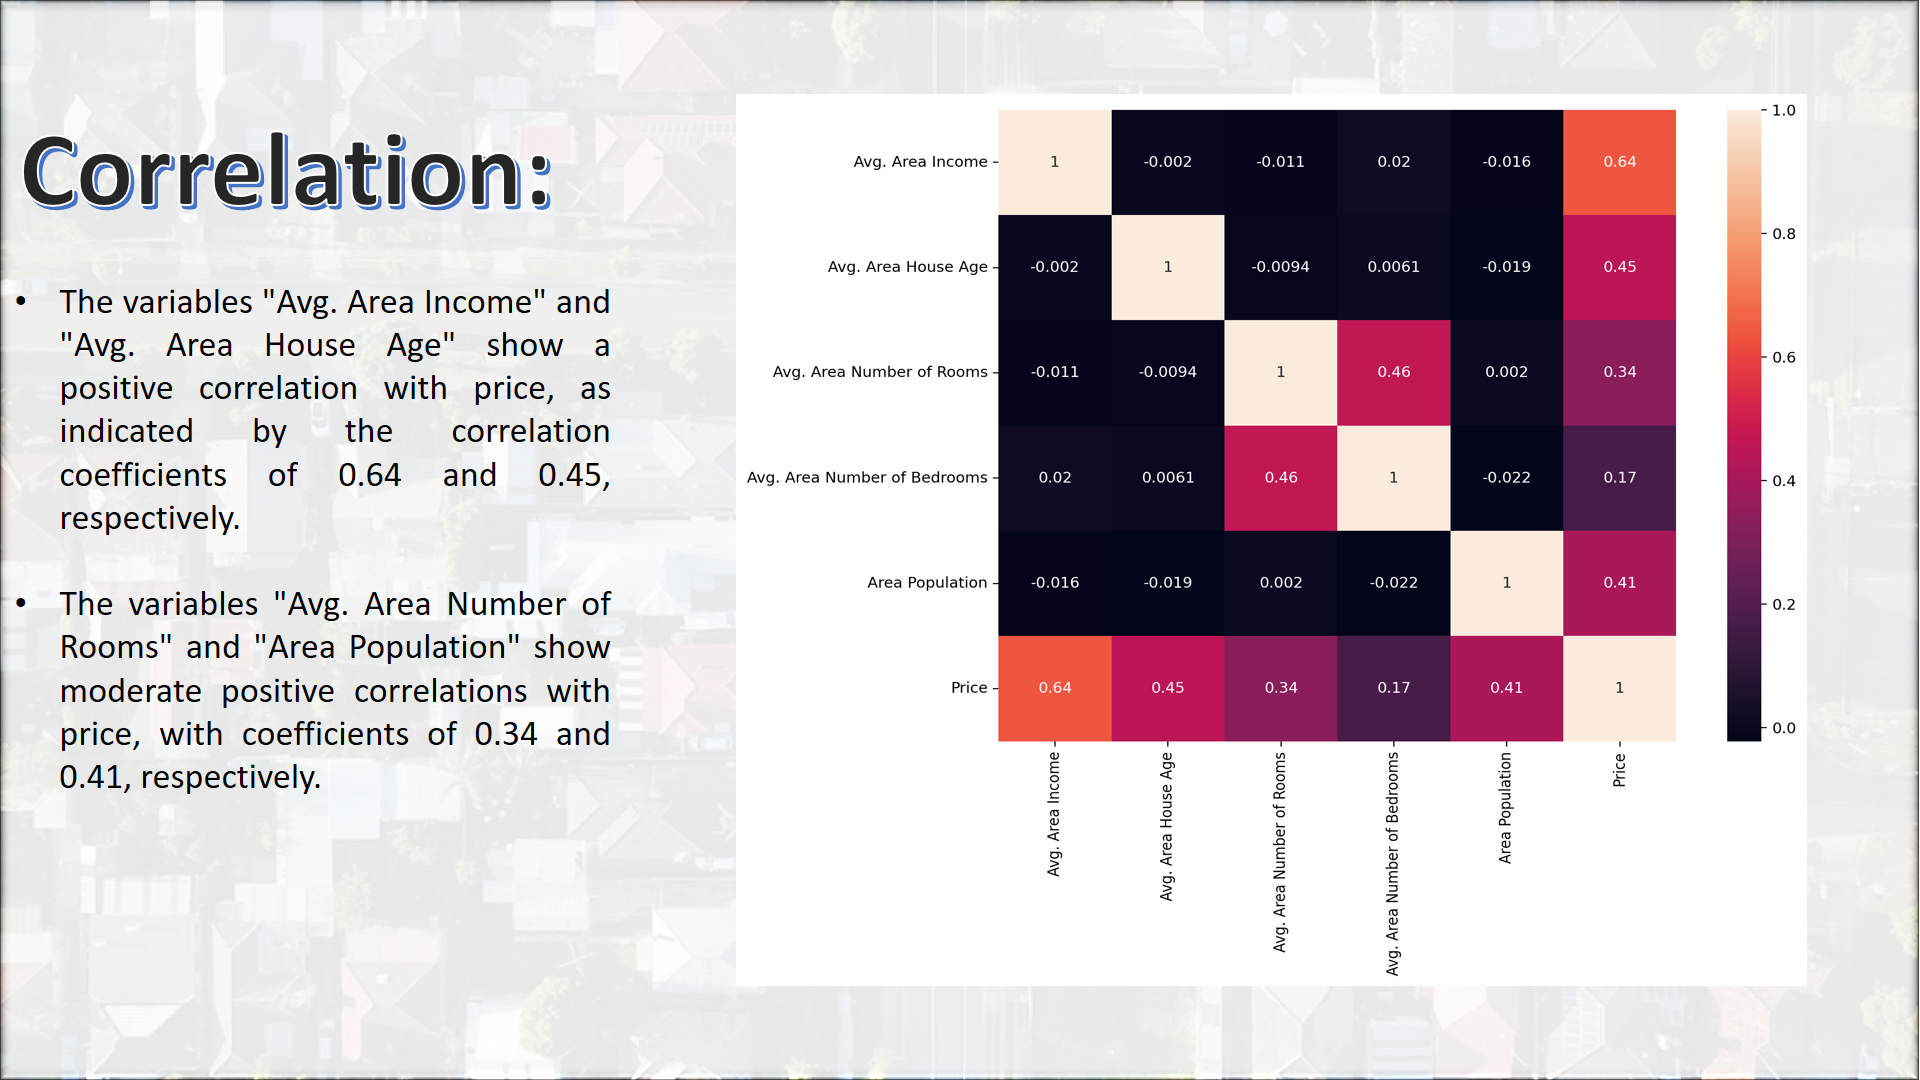 Correlation:
• The variables "Avg. Area Income" and
"Avg. Area House Age" show a
positive correlation with price, as
indicated by the correlation
coefficients of 0.64 and 0.45,
respectively.
• The variables "Avg. Area Number of
Rooms" and "Area Population" show
moderate positive correlations with
price, with coefficients of 0.34 and
0.41, respectively.
Avg. Area Income 1 -0.002 -0.011 0.02 -0.016 0.64
Avg. Area House Age -0.002 1 -0.0094 0.0061 -0.019 0.45
Avg. Area Number of Rooms -0.011 -0.0094 1 0.46 0.002 0.34
Avg. Area Number of Bedrooms 0.02 0.0061 0.46 1 -0.022 0.17
Area Population -0.016 -0.019 0.002 -0.022 1 0.41
Price 0.64 0.45 0.34 0.17 0.41 1
Avg. Area Income
Avg. Area House Age
Avg. Area Number of Rooms
Avg. Area Number of Bedrooms
Area Population
Price
1.0
0.8
0.6
0.4
0.2
0.0